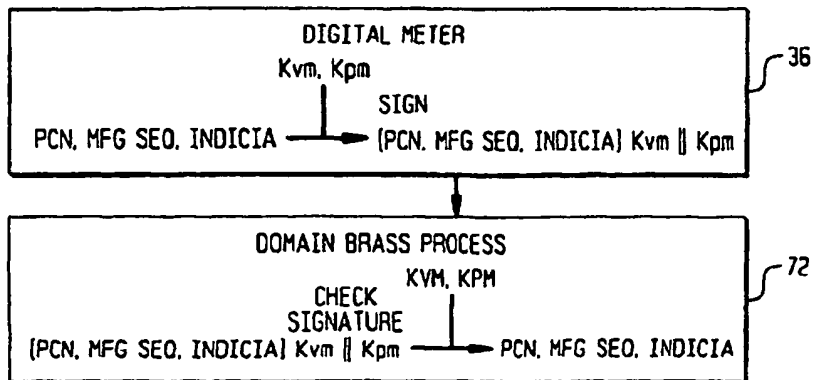 DIGITAL METER
36
Kvm, Kpm
SIGN
PCN, MFG SEQ, INDICIA
(PCN, MFG SEQ, INDICIA) Kvm || Kpm
DOMAIN BRASS PROCESS
72
KVM, KPM
CHECK
SIGNATURE
(PCN, MFG SEQ, INDICIA) Kvm || Kpm
PCN, MFG SEQ, INDICIA